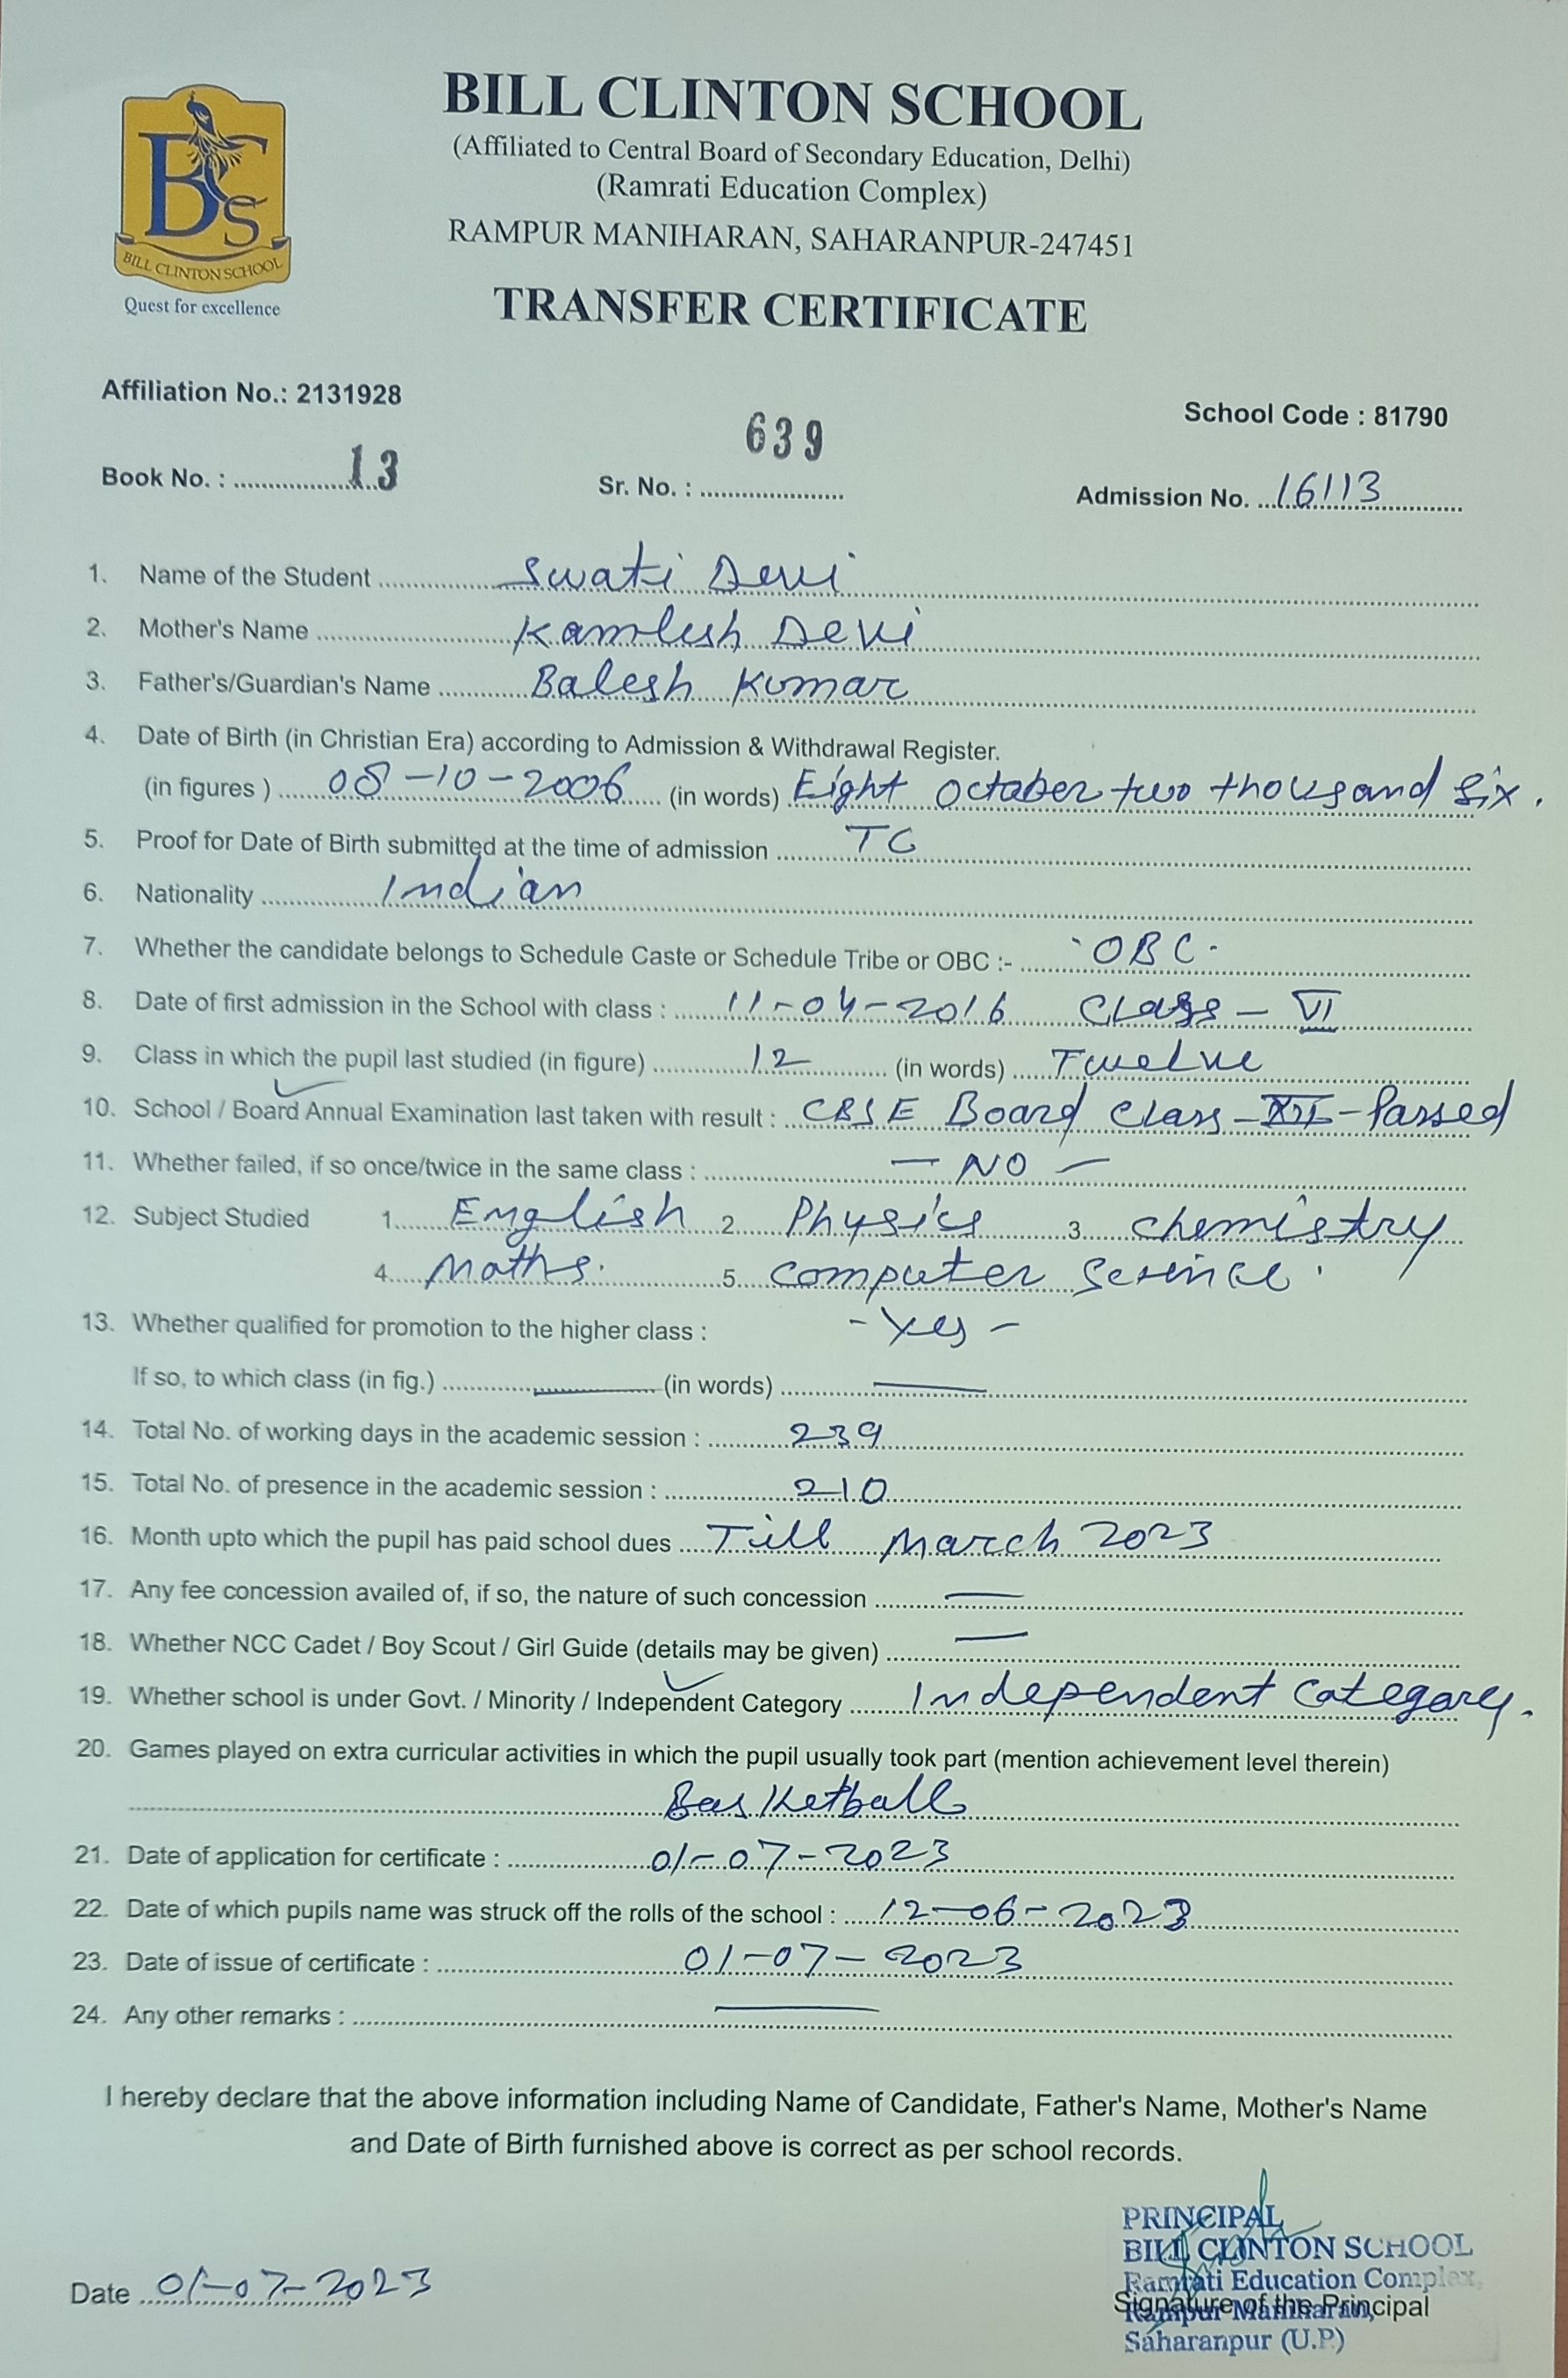 BILL CLINTON SCHOOL
(Affiliated to Central Board of Secondary Education, Delhi)
(Ramrati Education Complex)
RAMPUR MANIHARAN, SAHARANPUR-247451
BCS
BILL CLINTON SCHOOL
Quest for excellence
TRANSFER CERTIFICATE
Affiliation No.: 2131928
School Code : 81790
Book No. : 13 Sr. No. : 639 Admission No. 16113
1. Name of the Student Swati Devi
2. Mother's Name Kamlesh Devi
3. Father's/Guardian's Name Balesh Kumar
4. Date of Birth (in Christian Era) according to Admission & Withdrawal Register.
(in figures ) 08-10-2006 (in words) Eight October two thousand six.
5. Proof for Date of Birth submitted at the time of admission TC
6. Nationality Indian
7. Whether the candidate belongs to Schedule Caste or Schedule Tribe or OBC :- OBC
8. Date of first admission in the School with class : 11-04-2016 Class - VI
9. Class in which the pupil last studied (in figure) 12 (in words) Twelve
10. School / Board Annual Examination last taken with result : CBSE Board Class-XII-Passed
11. Whether failed, if so once/twice in the same class : - NO -
12. Subject Studied 1. English 2. Physics 3. Chemistry
4. Maths. 5. Computer Science.
13. Whether qualified for promotion to the higher class : - Yes -
If so, to which class (in fig.) (in words)
14. Total No. of working days in the academic session : 239
15. Total No. of presence in the academic session : 210
16. Month upto which the pupil has paid school dues Till March 2023
17. Any fee concession availed of, if so, the nature of such concession
18. Whether NCC Cadet / Boy Scout / Girl Guide (details may be given)
19. Whether school is under Govt. / Minority / Independent Category Independent Category.
20. Games played on extra curricular activities in which the pupil usually took part (mention achievement level therein)
Basketball
21. Date of application for certificate : 01-07-2023
22. Date of which pupils name was struck off the rolls of the school : 12-06-2023
23. Date of issue of certificate : 01-07-2023
24. Any other remarks :
I hereby declare that the above information including Name of Candidate, Father's Name, Mother's Name
and Date of Birth furnished above is correct as per school records.
PRINCIPAL
BILL CLINTON SCHOOL
Ramrati Education Complex,
Date 01-07-2023
Signature of the Principal
Rampur Maniharan,
Saharanpur (U.P.)